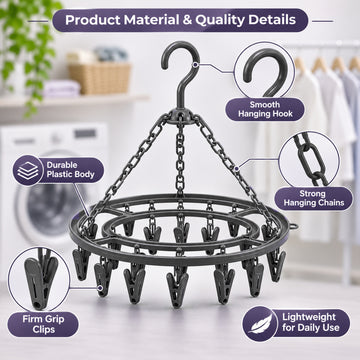 Product Material & Quality Details
Smooth
Hanging Hook
Durable
Plastic Body
Strong
Hanging Chains
Firm Grip
Clips
Lightweight
for Daily Use